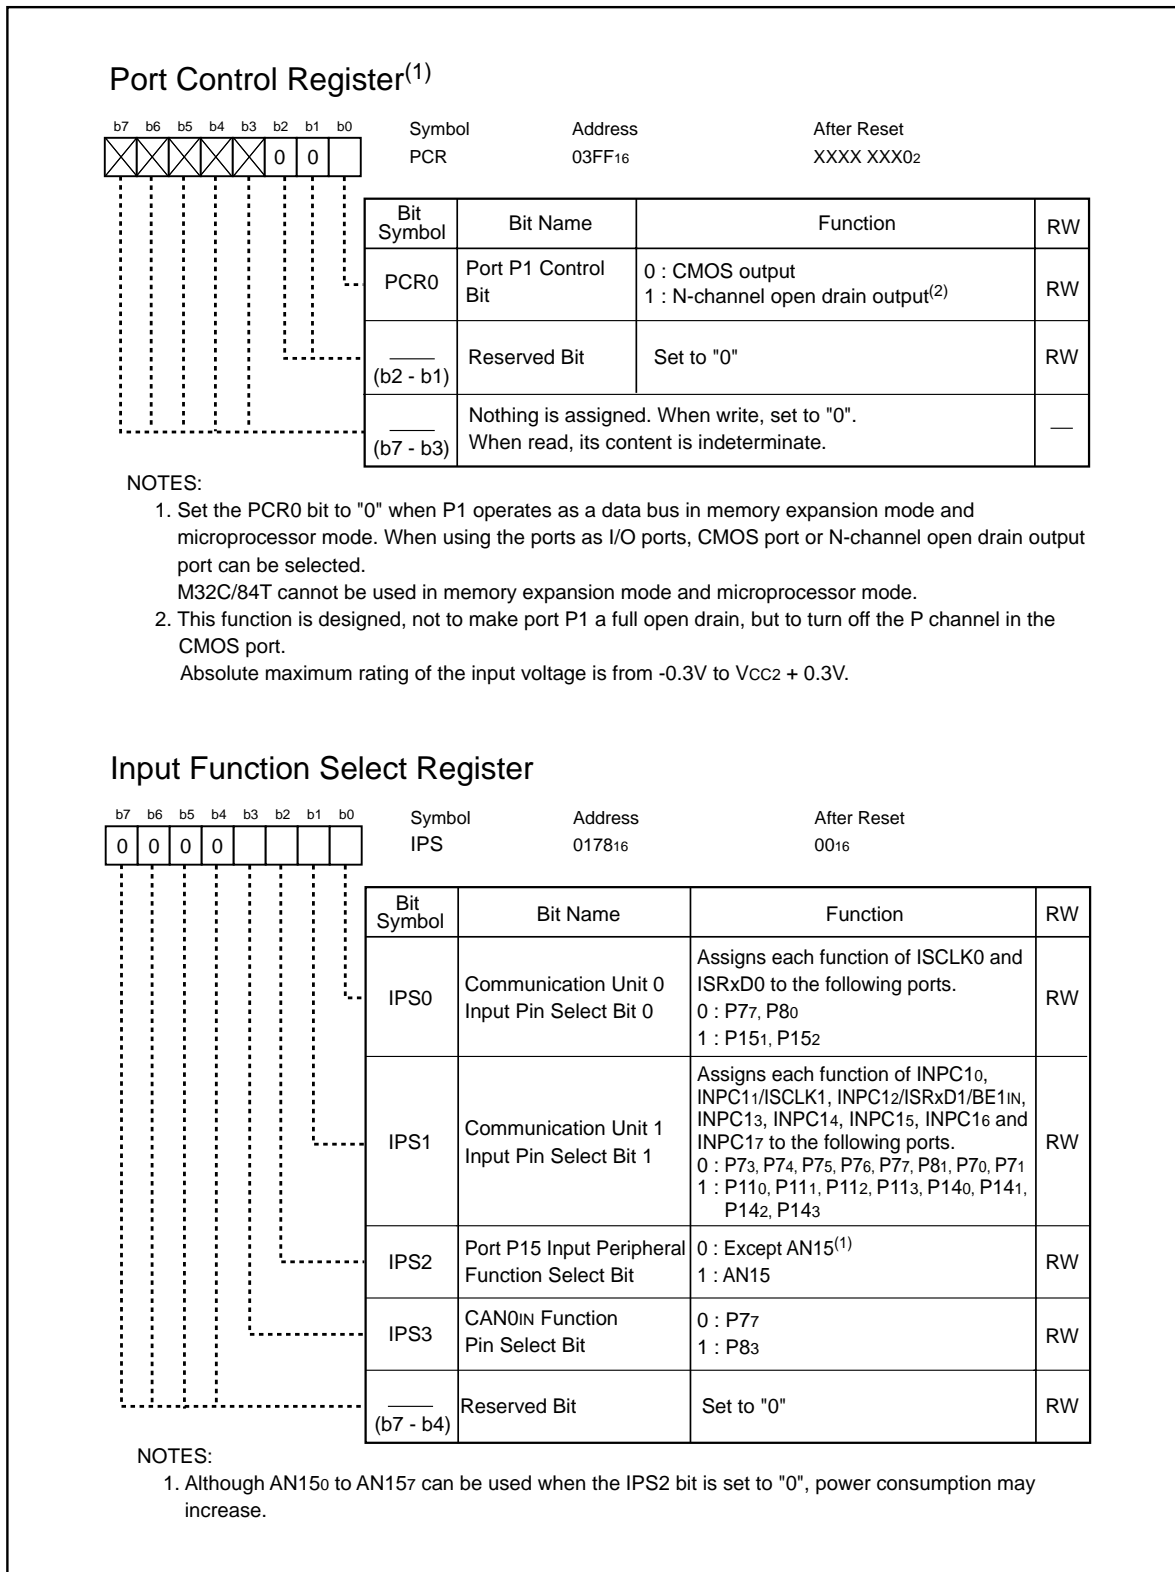 Port Control Register(1)
b7 b6 b5 b4 b3 b2 b1 b0
Symbol Address After Reset
0 0
PCR 03FF16 XXXX XXX02
Bit Symbol Bit Name Function RW
PCR0 Port P1 Control Bit 0 : CMOS output
1 : N-channel open drain output(2) RW
(b2 - b1) Reserved Bit Set to "0" RW
(b7 - b3) Nothing is assigned. When write, set to "0".
When read, its content is indeterminate. —
NOTES:
1. Set the PCR0 bit to "0" when P1 operates as a data bus in memory expansion mode and
microprocessor mode. When using the ports as I/O ports, CMOS port or N-channel open drain output
port can be selected.
M32C/84T cannot be used in memory expansion mode and microprocessor mode.
2. This function is designed, not to make port P1 a full open drain, but to turn off the P channel in the
CMOS port.
Absolute maximum rating of the input voltage is from -0.3V to VCC2 + 0.3V.
Input Function Select Register
b7 b6 b5 b4 b3 b2 b1 b0
Symbol Address After Reset
0 0 0 0
IPS 017816 0016
Bit Symbol Bit Name Function RW
IPS0 Communication Unit 0
Input Pin Select Bit 0
Assigns each function of ISCLK0 and
ISRxD0 to the following ports.
0 : P77, P80
1 : P151, P152
RW
IPS1 Communication Unit 1
Input Pin Select Bit 1
Assigns each function of INPC10,
INPC11/ISCLK1, INPC12/ISRxD1/BE1IN,
INPC13, INPC14, INPC15, INPC16 and
INPC17 to the following ports.
0 : P73, P74, P75, P76, P77, P81, P70, P71
1 : P110, P111, P112, P113, P140, P141,
P142, P143
RW
IPS2 Port P15 Input Peripheral
Function Select Bit
0 : Except AN15(1)
1 : AN15
RW
IPS3 CAN0IN Function
Pin Select Bit
0 : P77
1 : P83
RW
(b7 - b4) Reserved Bit Set to "0" RW
NOTES:
1. Although AN150 to AN157 can be used when the IPS2 bit is set to "0", power consumption may
increase.